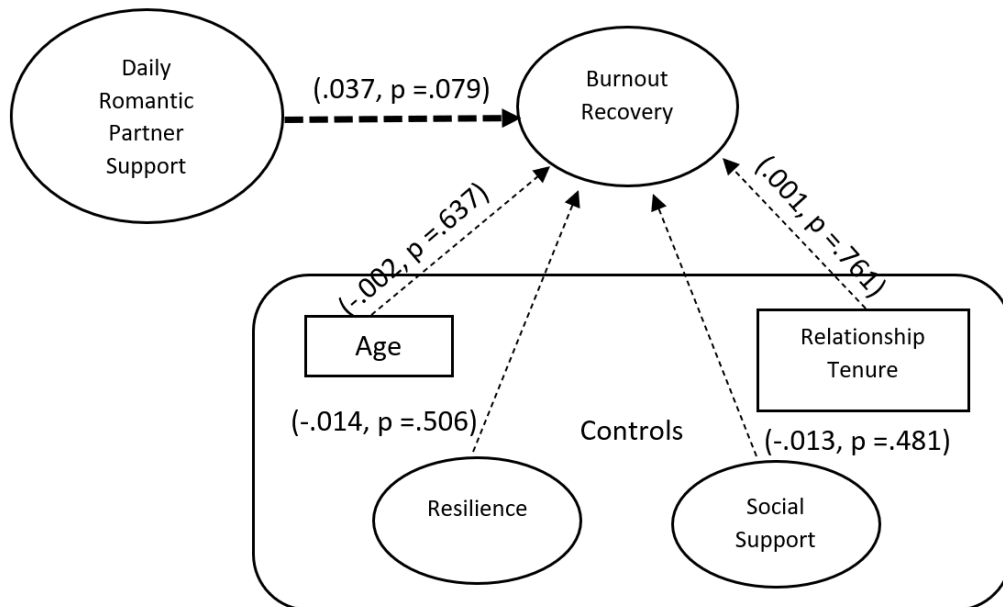 Daily
Romantic
Partner
Support
(.037, p =.079)
Burnout
Recovery
(-.002, p =.637)
(.001, p =.761)
Age
Relationship
Tenure
(-.014, p =.506)
Controls
(-.013, p =.481)
Resilience
Social
Support